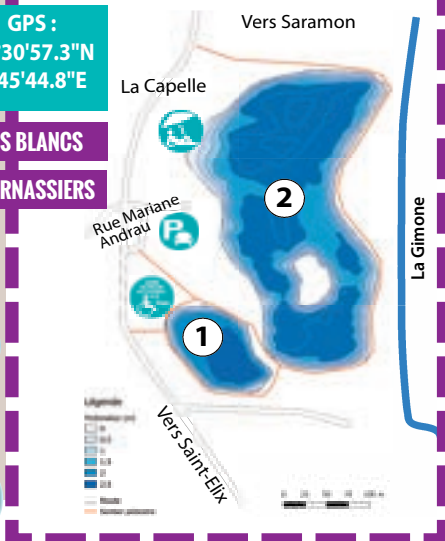 GPS :
30'57.3"N
45'44.8"E
S BLANCS
RNASSIERS
Vers Saramon
La Capelle
2
Rue Mariane
Andrau
P
La Gimone
1
Vers Saint-Elix
Légende
Route